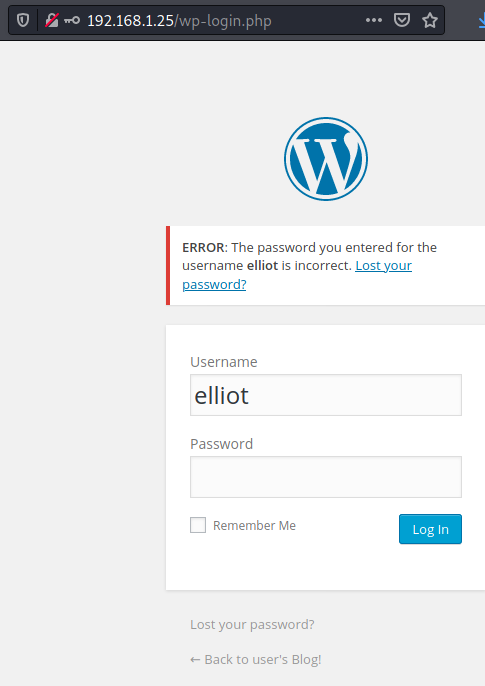 192.168.1.25/wp-login.php
ERROR: The password you entered for the
username elliot is incorrect. Lost your
password?
Username
elliot
Password
Remember Me
Log In
Lost your password?
← Back to user's Blog!